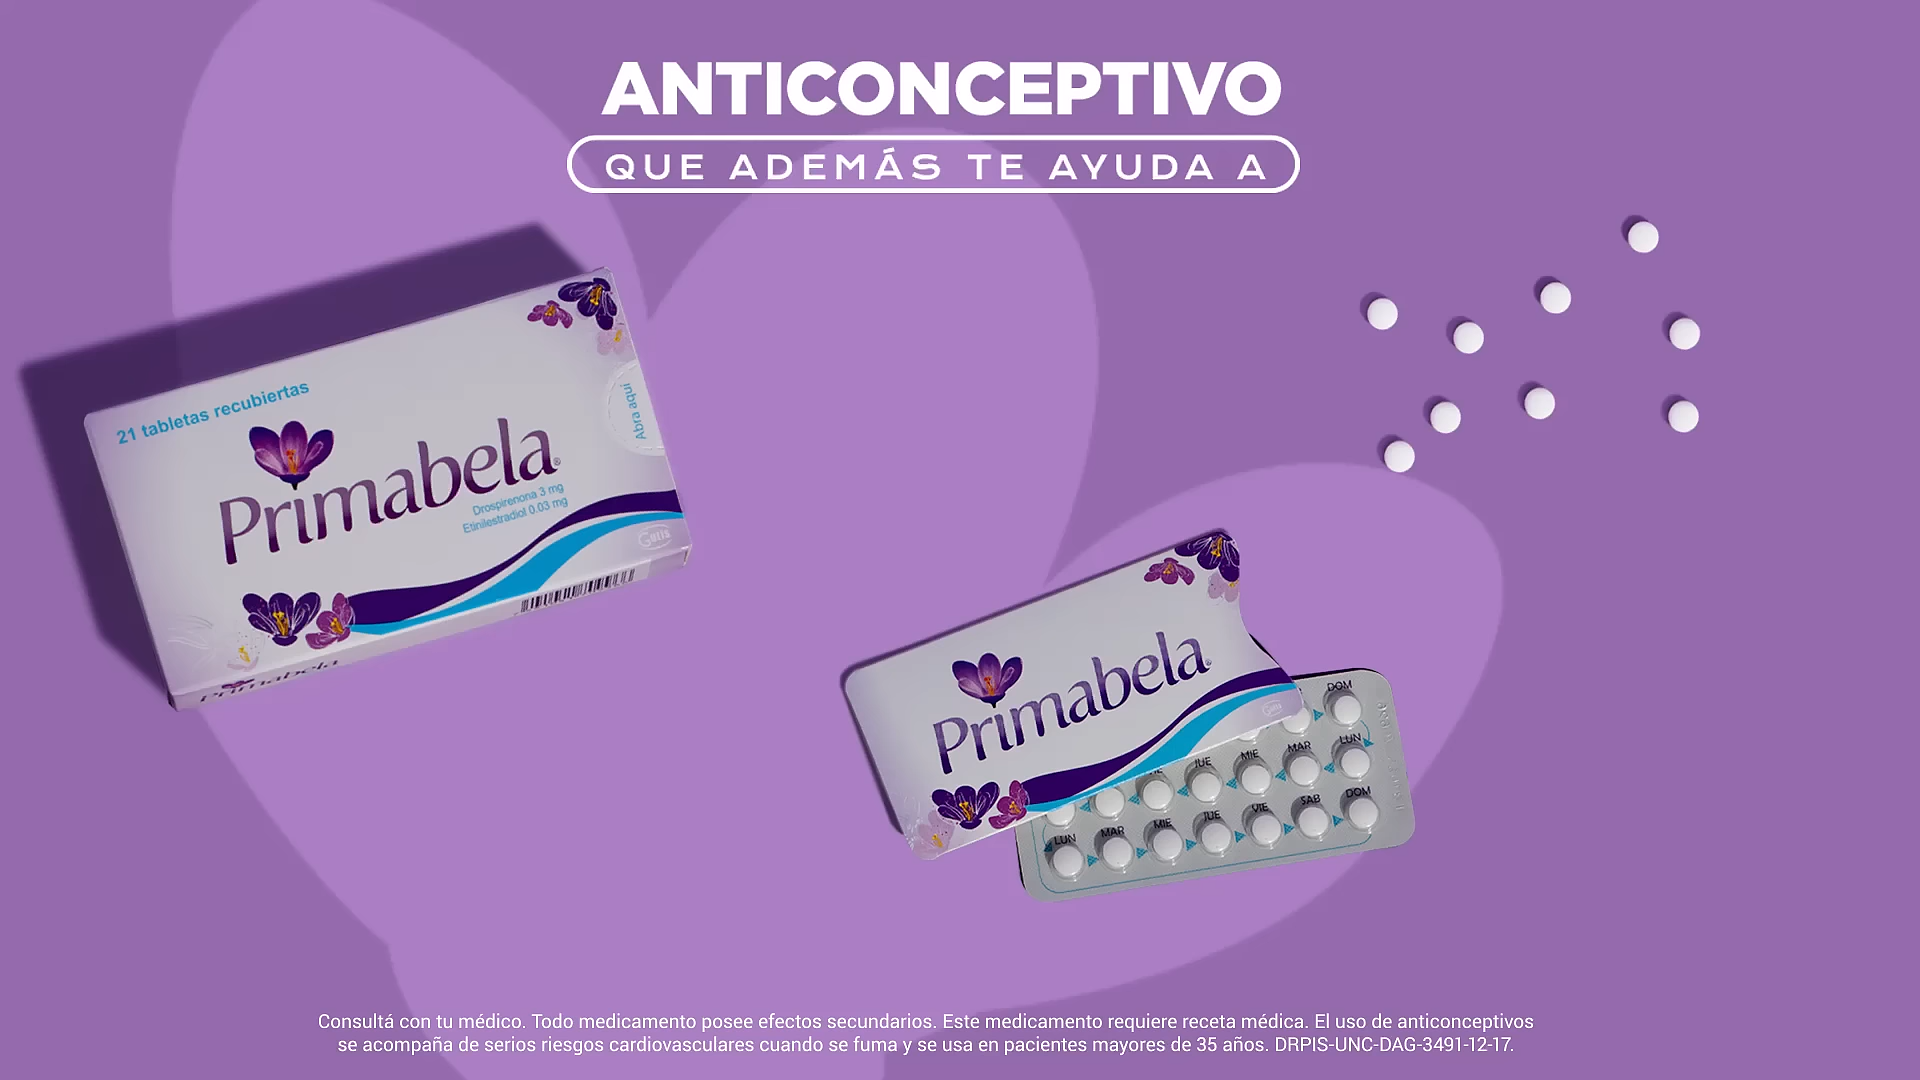 ANTICONCEPTIVO
QUE ADEMÁS TE AYUDA A
21 tabletas recubiertas
Abra aquí
Primabela®
Drospirenona 3 mg
Etinilestradiol 0.03 mg
Gutis
Primabela
Primabela®
Gutis
DOM
JUE MIE MAR LUN
LUN MAR MIE JUE VIE SAB DOM
Consultá con tu médico. Todo medicamento posee efectos secundarios. Este medicamento requiere receta médica. El uso de anticonceptivos
se acompaña de serios riesgos cardiovasculares cuando se fuma y se usa en pacientes mayores de 35 años. DRPIS-UNC-DAG-3491-12-17.